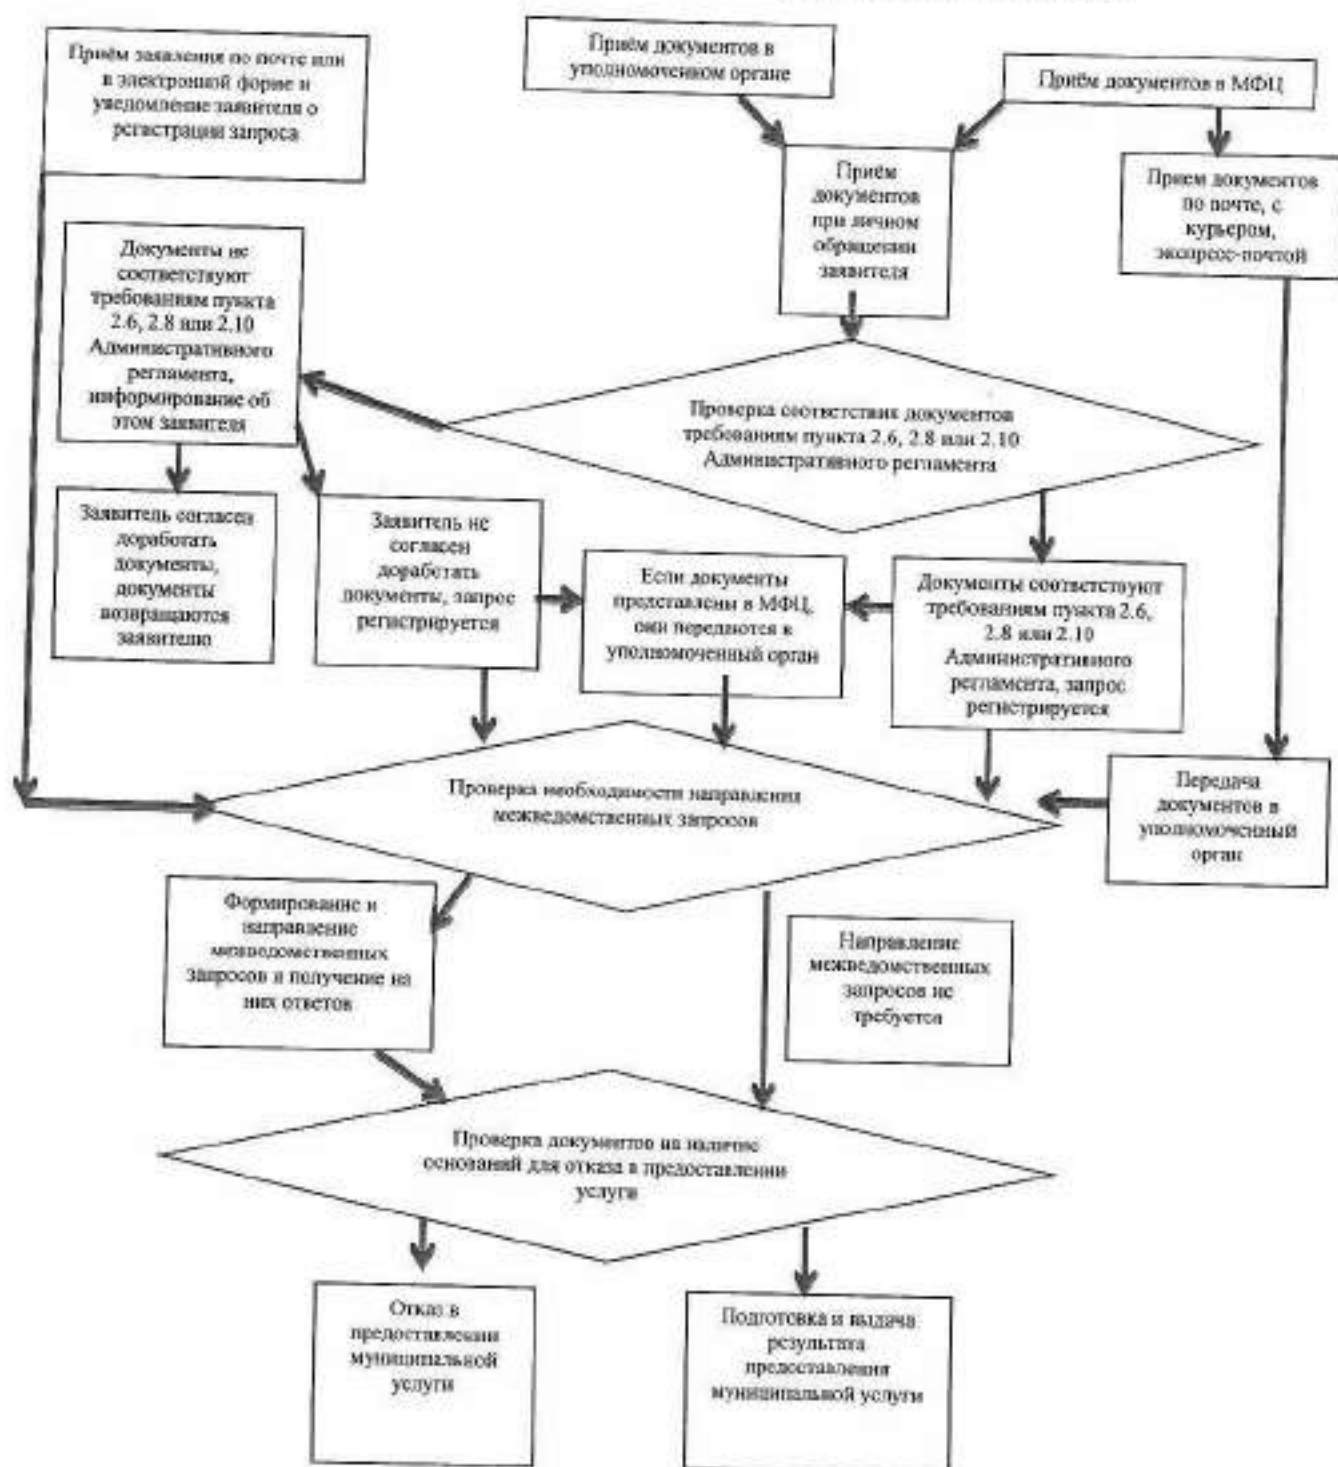 Приём заявления по почте или
в электронной форме и
уведомление заявителя о
регистрации запроса
Приём документов в
уполномоченном органе
Приём документов в МФЦ
Приём
документов
при личном
обращении
заявителя
Прием документов
по почте, с
курьером,
экспресс-почтой
Документы не
соответствуют
требованиям пункта
2.6, 2.8 или 2.10
Административного
регламента,
информирование об
этом заявителя
Проверка соответствия документов
требованиям пункта 2.6, 2.8 или 2.10
Административного регламента
Заявитель согласен
доработать
документы,
документы
возвращаются
заявителю
Заявитель не
согласен
доработать
документы, запрос
регистрируется
Если документы
представлены в МФЦ,
они передаются в
уполномоченный орган
Документы соответствуют
требованиям пункта 2.6,
2.8 или 2.10
Административного
регламента, запрос
регистрируется
Проверка необходимости направления
межведомственных запросов
Передача
документов в
уполномоченный
орган
Формирование и
направление
межведомственных
запросов и получение на
них ответов
Направление
межведомственных
запросов не
требуется
Проверка документов на наличие
оснований для отказа в предоставлении
услуги
Отказ в
предоставлении
муниципальной
услуги
Подготовка и выдача
результата
предоставления
муниципальной услуги